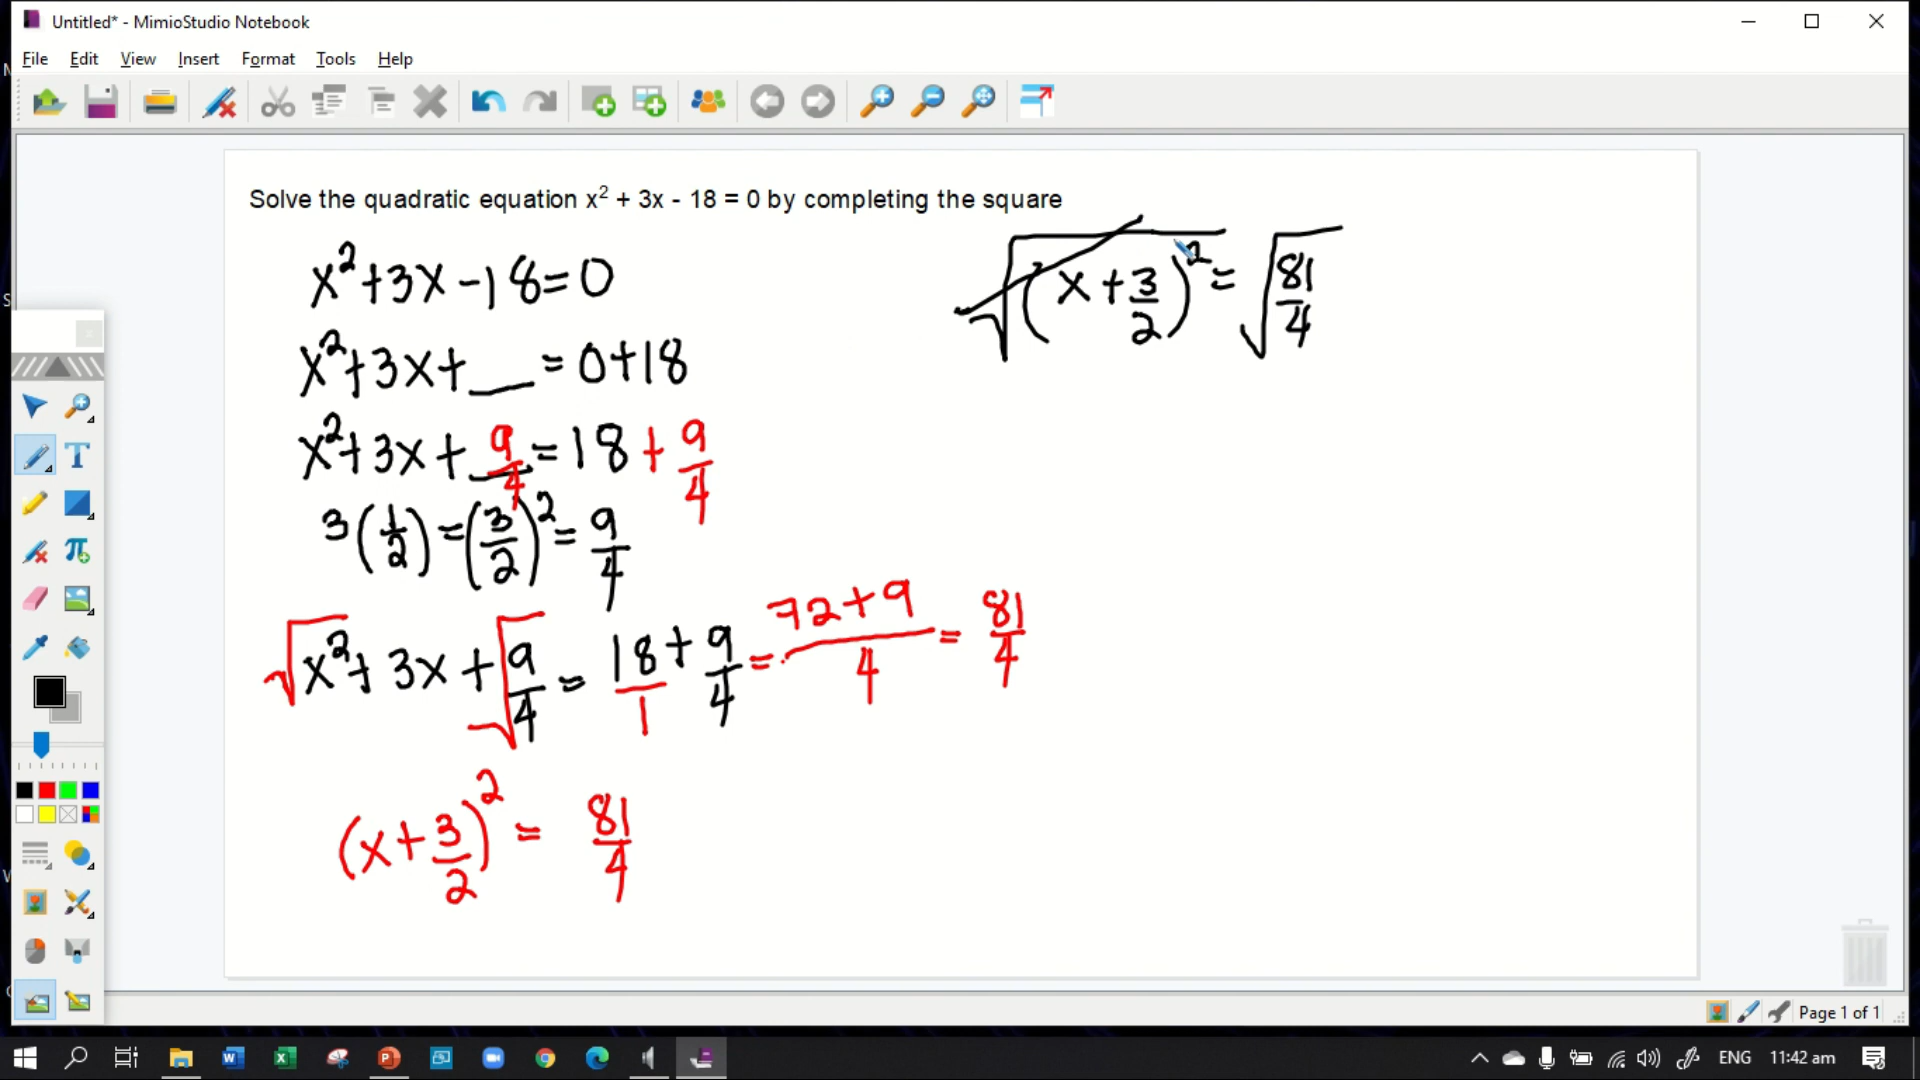 Untitled* - MimioStudio Notebook
File Edit View Insert Format Tools Help
Solve the quadratic equation x² + 3x - 18 = 0 by completing the square
x²+3x-18=0
x²+3x+__=0+18
x²+3x+9/4=18+9/4
3(1/2)=(3/2)²=9/4
√x²+3x+√9/4=18/1+9/4=72+9/4=81/4
(x+3/2)²=81/4
√(x+3/2)²=√81/4
Page 1 of 1
ENG 11:42 am